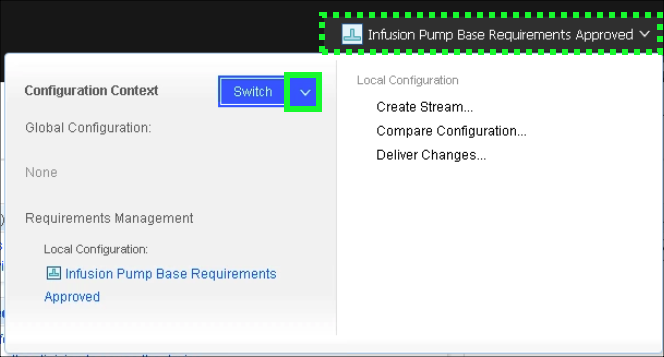 Infusion Pump Base Requirements Approved
Configuration Context
Switch
Global Configuration:
None
Requirements Management
Local Configuration:
Infusion Pump Base Requirements
Approved
Local Configuration
Create Stream...
Compare Configuration...
Deliver Changes...